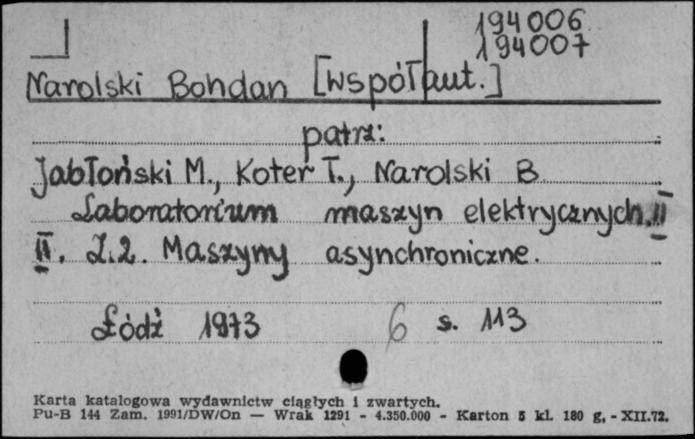 194006
194007
Narolski Bohdan [współaut.]
patrz:
Jabłoński M., Koter T., Narolski B
Laboratorium maszyn elektrycznych. II
II. Z.2. Maszyny asynchroniczne.
Łódź 1973 6 s. 113
Karta katalogowa wydawnictw ciągłych i zwartych.
Pu-B 144 Zam. 1991/DW/On — Wrak 1291 - 4.350.000 - Karton 5 kl. 180 g, - XII.72.